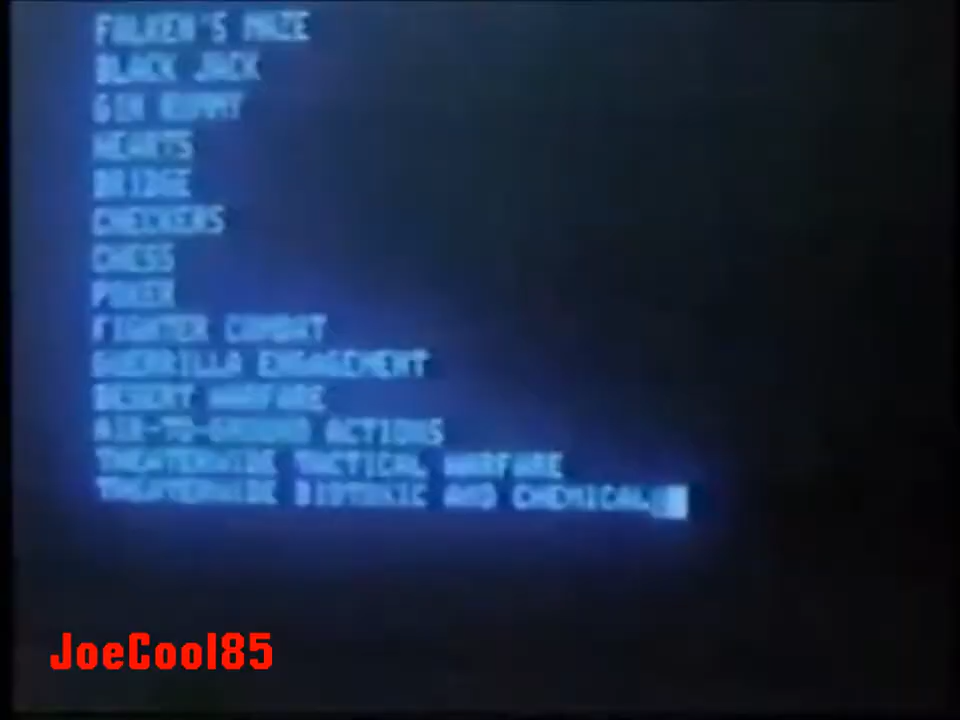 FALKEN'S MAZE
BLACK JACK
GIN RUMMY
HEARTS
BRIDGE
CHECKERS
CHESS
POKER
FIGHTER COMBAT
GUERRILLA ENGAGEMENT
DESERT WARFARE
AIR-TO-GROUND ACTIONS
THEATERWIDE TACTICAL WARFARE
THEATERWIDE BIOTOXIC AND CHEMICAL
JoeCool85